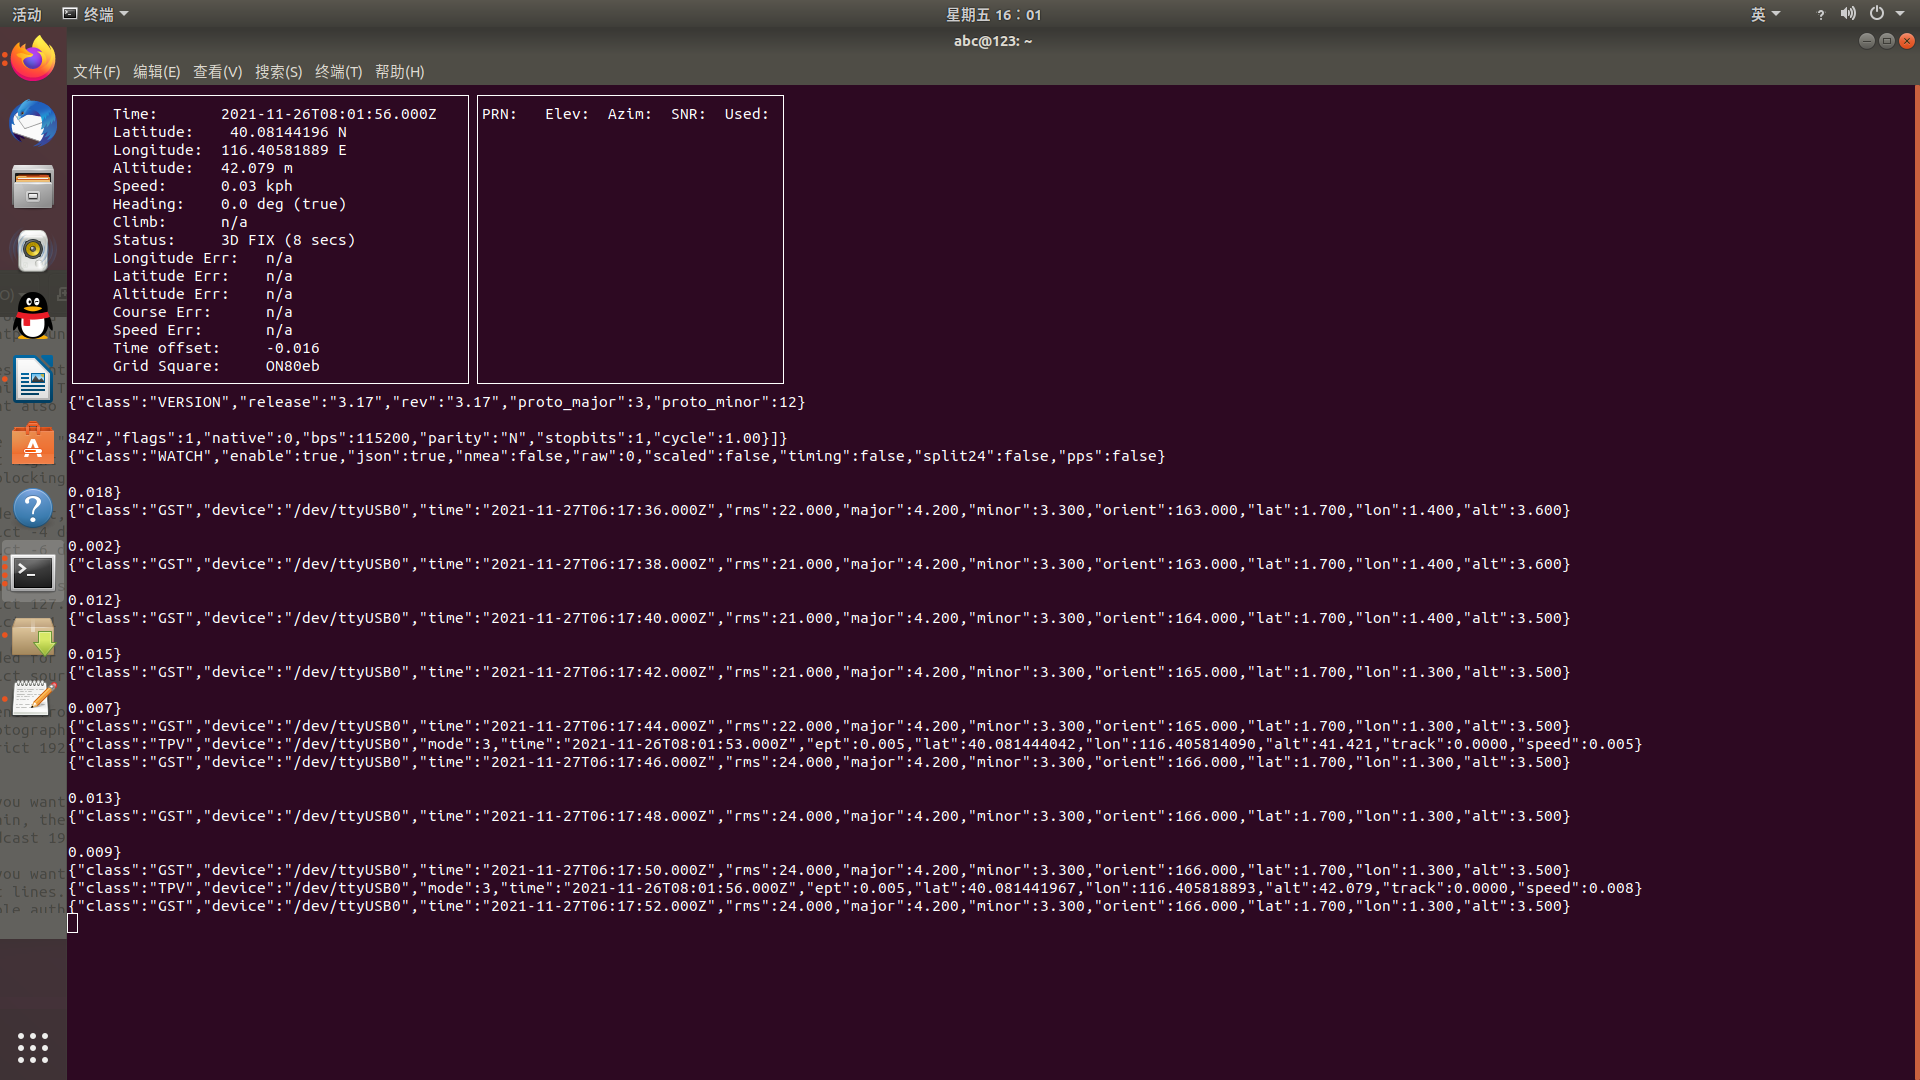 活动
终端
星期五 16:01
英
abc@123: ~
文件(F) 编辑(E) 查看(V) 搜索(S) 终端(T) 帮助(H)
Time: 2021-11-26T08:01:56.000Z
Latitude: 40.08144196 N
Longitude: 116.40581889 E
Altitude: 42.079 m
Speed: 0.03 kph
Heading: 0.0 deg (true)
Climb: n/a
Status: 3D FIX (8 secs)
Longitude Err: n/a
Latitude Err: n/a
Altitude Err: n/a
Course Err: n/a
Speed Err: n/a
Time offset: -0.016
Grid Square: ON80eb
PRN: Elev: Azim: SNR: Used:
{"class":"VERSION","release":"3.17","rev":"3.17","proto_major":3,"proto_minor":12}
84Z","flags":1,"native":0,"bps":115200,"parity":"N","stopbits":1,"cycle":1.00}]}
{"class":"WATCH","enable":true,"json":true,"nmea":false,"raw":0,"scaled":false,"timing":false,"split24":false,"pps":false}
0.018}
{"class":"GST","device":"/dev/ttyUSB0","time":"2021-11-27T06:17:36.000Z","rms":22.000,"major":4.200,"minor":3.300,"orient":163.000,"lat":1.700,"lon":1.400,"alt":3.600}
0.002}
{"class":"GST","device":"/dev/ttyUSB0","time":"2021-11-27T06:17:38.000Z","rms":21.000,"major":4.200,"minor":3.300,"orient":163.000,"lat":1.700,"lon":1.400,"alt":3.600}
0.012}
{"class":"GST","device":"/dev/ttyUSB0","time":"2021-11-27T06:17:40.000Z","rms":21.000,"major":4.200,"minor":3.300,"orient":164.000,"lat":1.700,"lon":1.400,"alt":3.500}
0.015}
{"class":"GST","device":"/dev/ttyUSB0","time":"2021-11-27T06:17:42.000Z","rms":21.000,"major":4.200,"minor":3.300,"orient":165.000,"lat":1.700,"lon":1.300,"alt":3.500}
0.007}
{"class":"GST","device":"/dev/ttyUSB0","time":"2021-11-27T06:17:44.000Z","rms":22.000,"major":4.200,"minor":3.300,"orient":165.000,"lat":1.700,"lon":1.300,"alt":3.500}
{"class":"TPV","device":"/dev/ttyUSB0","mode":3,"time":"2021-11-26T08:01:53.000Z","ept":0.005,"lat":40.081444042,"lon":116.405814090,"alt":41.421,"track":0.0000,"speed":0.005}
{"class":"GST","device":"/dev/ttyUSB0","time":"2021-11-27T06:17:46.000Z","rms":24.000,"major":4.200,"minor":3.300,"orient":166.000,"lat":1.700,"lon":1.300,"alt":3.500}
0.013}
{"class":"GST","device":"/dev/ttyUSB0","time":"2021-11-27T06:17:48.000Z","rms":24.000,"major":4.200,"minor":3.300,"orient":166.000,"lat":1.700,"lon":1.300,"alt":3.500}
0.009}
{"class":"GST","device":"/dev/ttyUSB0","time":"2021-11-27T06:17:50.000Z","rms":24.000,"major":4.200,"minor":3.300,"orient":166.000,"lat":1.700,"lon":1.300,"alt":3.500}
{"class":"TPV","device":"/dev/ttyUSB0","mode":3,"time":"2021-11-26T08:01:56.000Z","ept":0.005,"lat":40.081441967,"lon":116.405818893,"alt":42.079,"track":0.0000,"speed":0.008}
{"class":"GST","device":"/dev/ttyUSB0","time":"2021-11-27T06:17:52.000Z","rms":24.000,"major":4.200,"minor":3.300,"orient":166.000,"lat":1.700,"lon":1.300,"alt":3.500}